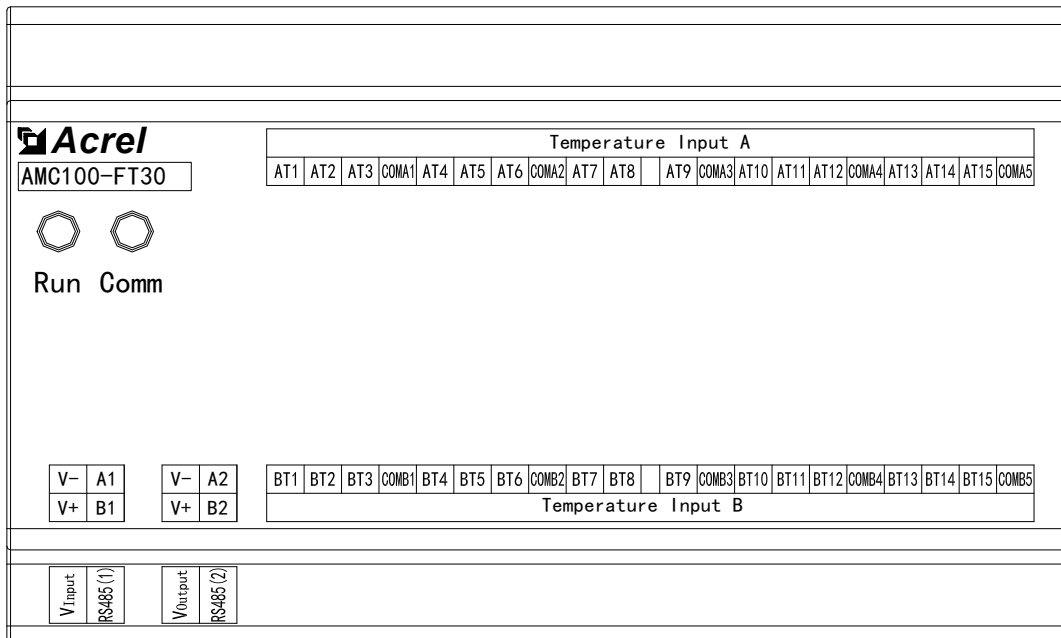 Acrel
AMC100-FT30
Run Comm
Temperature Input A
AT1 AT2 AT3 COMA1 AT4 AT5 AT6 COMA2 AT7 AT8 AT9 COMA3 AT10 AT11 AT12 COMA4 AT13 AT14 AT15 COMA5
V- A1 V- A2
V+ B1 V+ B2
BT1 BT2 BT3 COMB1 BT4 BT5 BT6 COMB2 BT7 BT8 BT9 COMB3 BT10 BT11 BT12 COMB4 BT13 BT14 BT15 COMB5
Temperature Input B
VInput RS485(1) VOutput RS485(2)